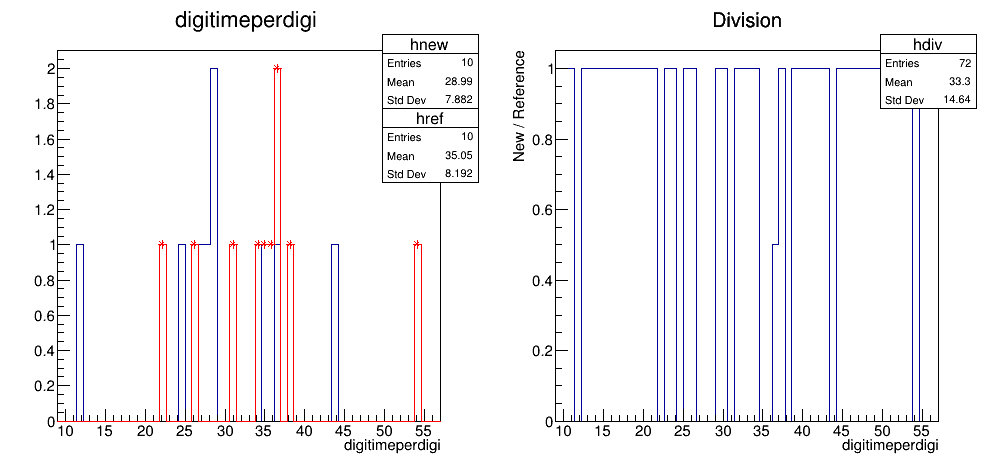 digitimeperdigi
hnew
Entries 10
Mean 28.99
Std Dev 7.882
href
Entries 10
Mean 35.05
Std Dev 8.192
2
1.8
1.6
1.4
1.2
1
0.8
0.6
0.4
0.2
0
10 15 20 25 30 35 40 45 50 55
digitimeperdigi
Division
hdiv
Entries 72
Mean 33.3
Std Dev 14.64
New / Reference
1
0.8
0.6
0.4
0.2
0
10 15 20 25 30 35 40 45 50 55
digitimeperdigi